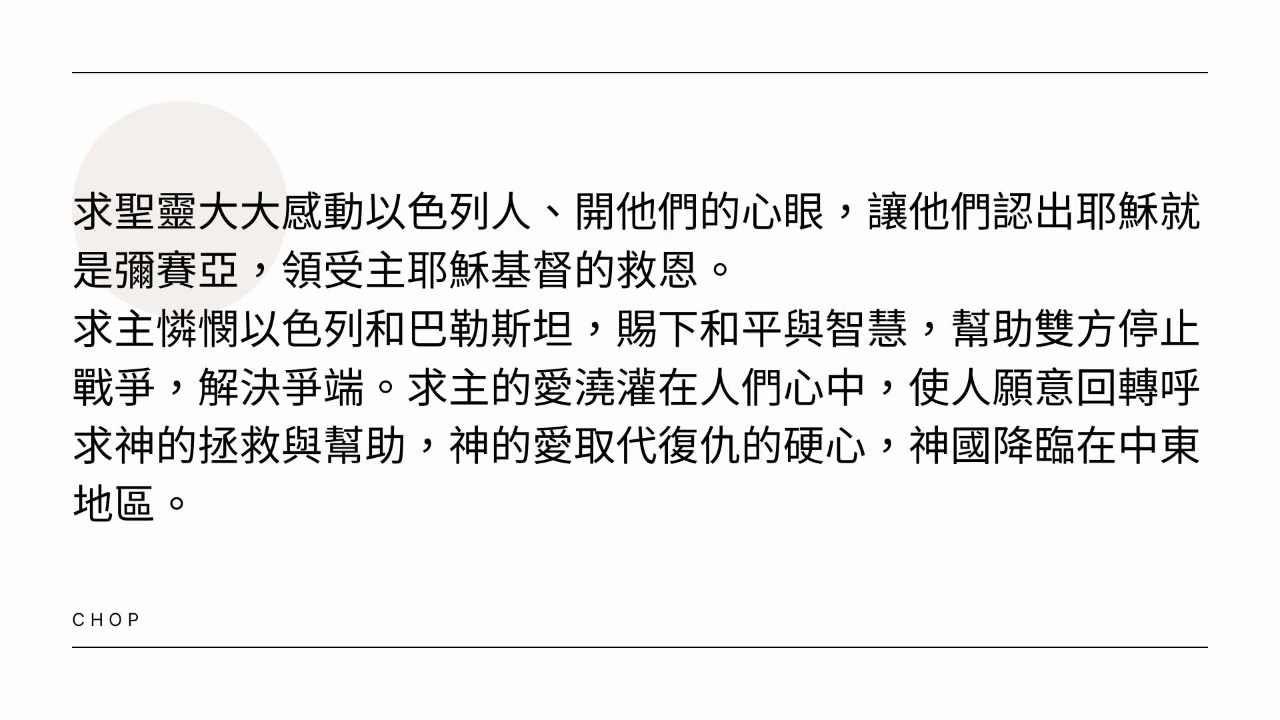 求聖靈大大感動以色列人、開他們的心眼，讓他們認出耶穌就
是彌賽亞，領受主耶穌基督的救恩。
求主憐憫以色列和巴勒斯坦，賜下和平與智慧，幫助雙方停止
戰爭，解決爭端。求主的愛澆灌在人們心中，使人願意回轉呼
求神的拯救與幫助，神的愛取代復仇的硬心，神國降臨在中東
地區。
CHOP